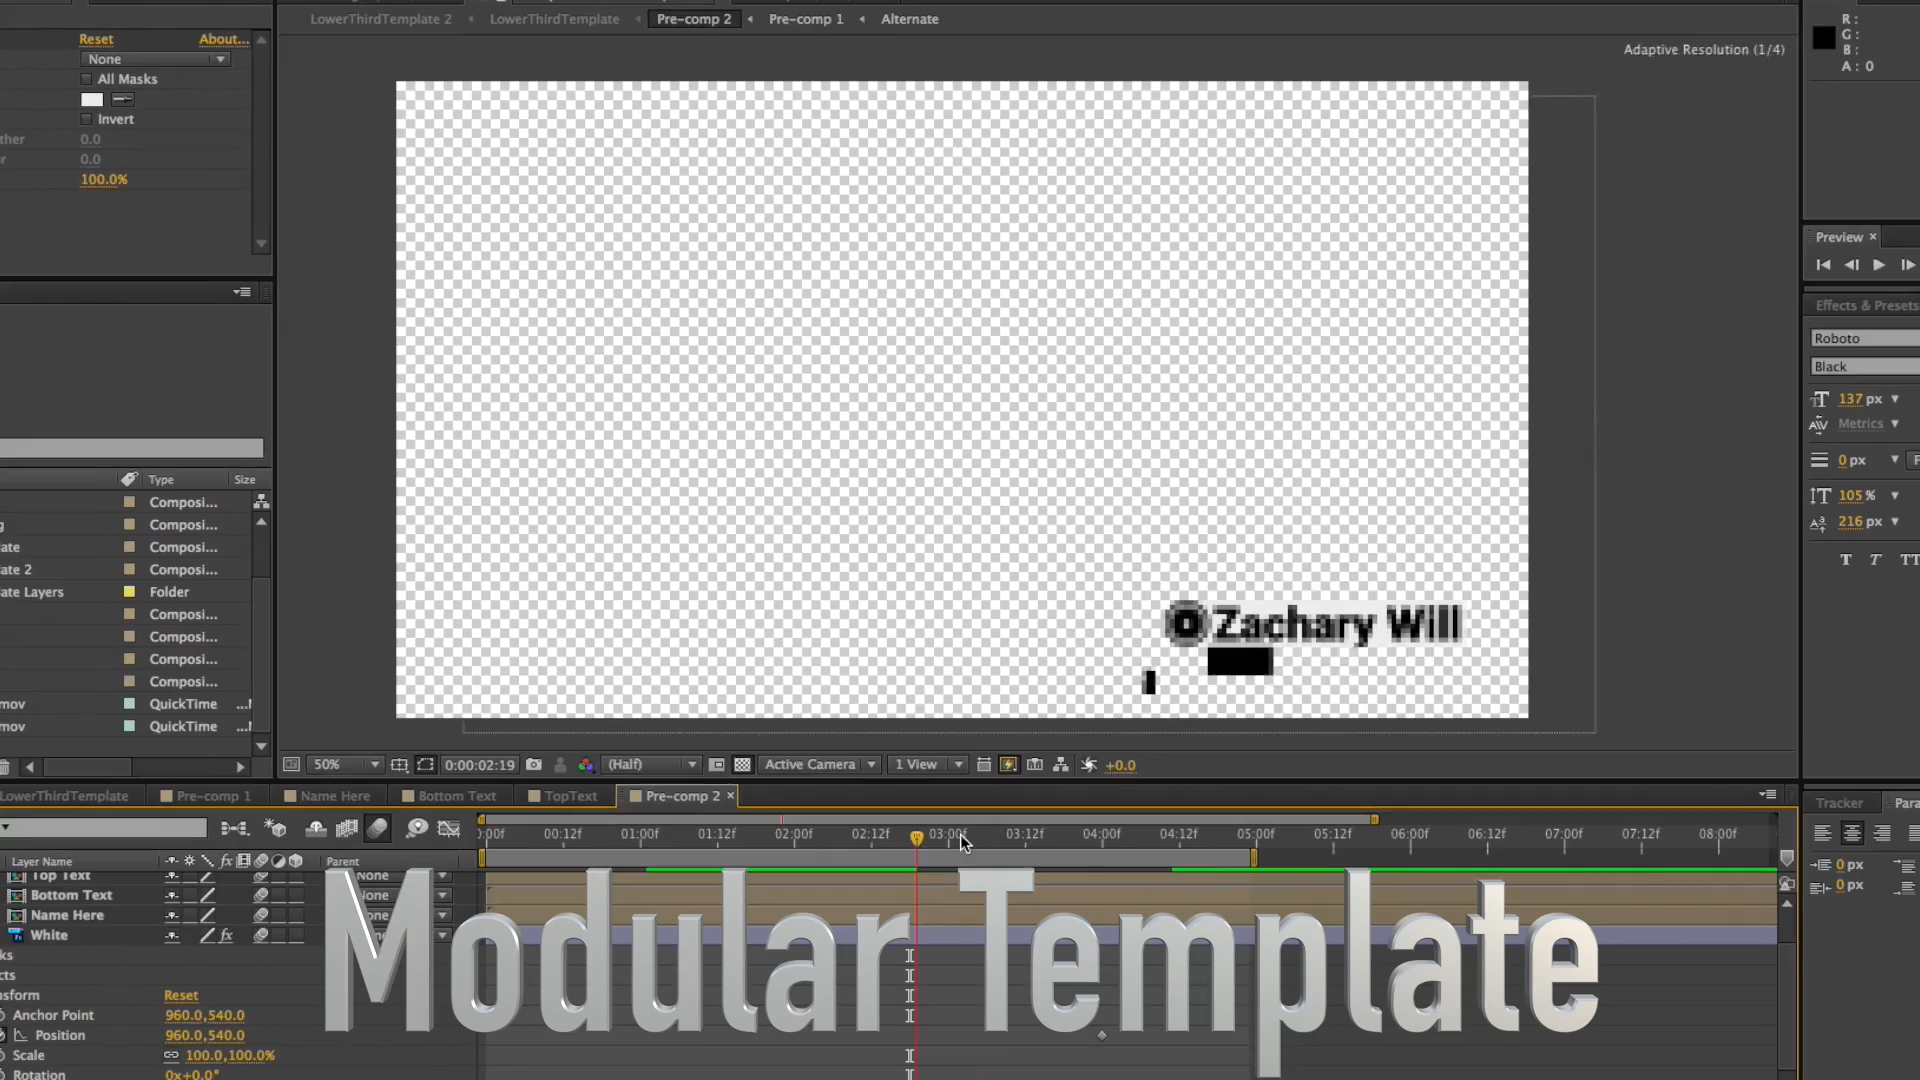 LowerThirdTemplate 2 LowerThirdTemplate Pre-comp 2 Pre-comp 1 Alternate
Adaptive Resolution (1/4)
R :
G :
B :
A : 0
Reset About...
None
All Masks
Invert
0.0
0.0
100.0%
Preview
Effects & Presets
Roboto
Black
137 px
Metrics
0 px
105 %
216 px
T T TT
Type Size
Composi...
Composi...
Composi...
ate 2 Composi...
ate Layers Folder
Composi...
Composi...
Composi...
Composi...
mov QuickTime
mov QuickTime
Zachary Will
50% 0:00:02:19 (Half) Active Camera 1 View +0.0
LowerThirdTemplate Pre-comp 1 Name Here Bottom Text TopText Pre-comp 2
Tracker Para
:00f 00:12f 01:00f 01:12f 02:00f 02:12f 03:00f 03:12f 04:00f 04:12f 05:00f 05:12f 06:00f 06:12f 07:00f 07:12f 08:00f
Layer Name fx Parent
Top Text None
Bottom Text None
Name Here
White fx
Reset
Anchor Point 960.0,540.0
Position 960.0,540.0
Scale 100.0,100.0%
Rotation 0x+0.0°
0 px
0 px
Modular Template